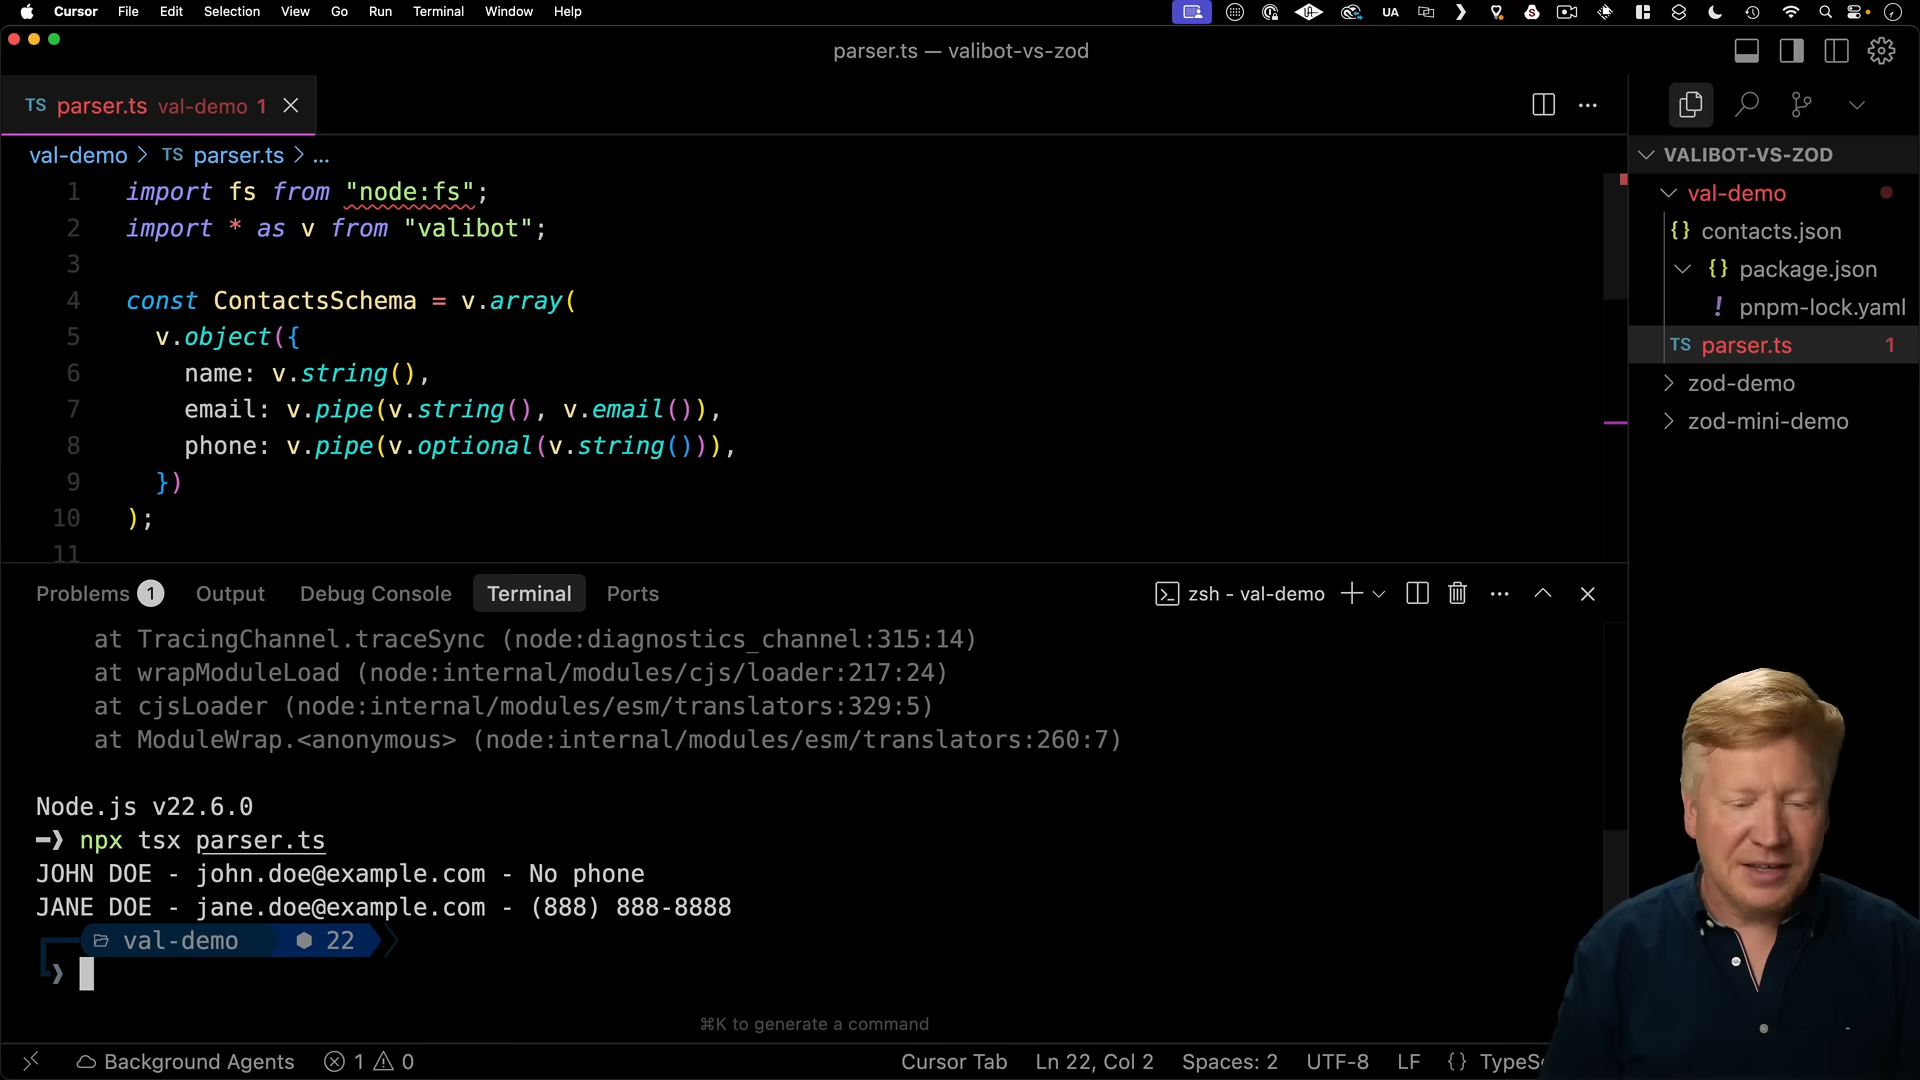 Cursor File Edit Selection View Go Run Terminal Window Help UA
parser.ts — valibot-vs-zod
TS parser.ts val-demo 1
val-demo > TS parser.ts > ...
VALIBOT-VS-ZOD
val-demo
{} contacts.json
{} package.json
! pnpm-lock.yaml
TS parser.ts 1
zod-demo
zod-mini-demo
1 import fs from "node:fs";
2 import * as v from "valibot";
3
4 const ContactsSchema = v.array(
5 v.object({
6 name: v.string(),
7 email: v.pipe(v.string(), v.email()),
8 phone: v.pipe(v.optional(v.string())),
9 })
10 );
11
Problems 1 Output Debug Console Terminal Ports zsh - val-demo
at TracingChannel.traceSync (node:diagnostics_channel:315:14)
at wrapModuleLoad (node:internal/modules/cjs/loader:217:24)
at cjsLoader (node:internal/modules/esm/translators:329:5)
at ModuleWrap.<anonymous> (node:internal/modules/esm/translators:260:7)
Node.js v22.6.0
npx tsx parser.ts
JOHN DOE - john.doe@example.com - No phone
JANE DOE - jane.doe@example.com - (888) 888-8888
val-demo 22
⌘K to generate a command
Background Agents 1 0 Cursor Tab Ln 22, Col 2 Spaces: 2 UTF-8 LF {} TypeSc